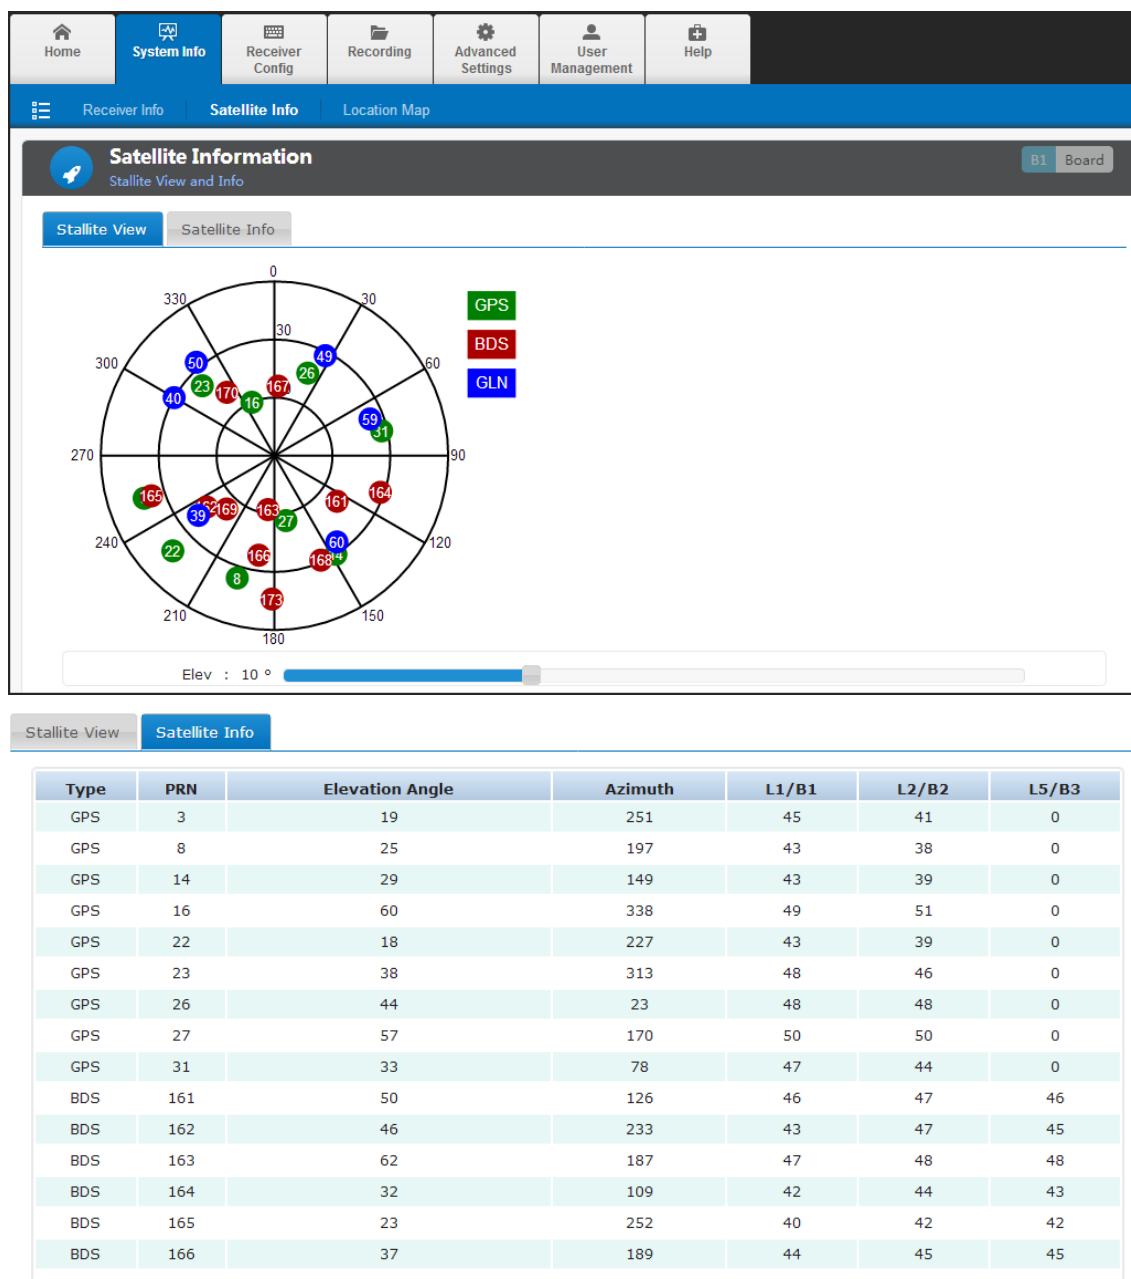 Home
System Info
Receiver Config
Recording
Advanced Settings
User Management
Help
Receiver Info
Satellite Info
Location Map
Satellite Information
Stallite View and Info
B1 Board
Stallite View
Satellite Info
0
330
30
30
300
60
270
90
240
120
210
150
180
50
49
26
23
170
167
16
40
59
31
165
169
39
163
27
161
164
22
166
60
168
8
173
GPS
BDS
GLN
Elev : 10 °
Stallite View
Satellite Info
Type PRN Elevation Angle Azimuth L1/B1 L2/B2 L5/B3
GPS 3 19 251 45 41 0
GPS 8 25 197 43 38 0
GPS 14 29 149 43 39 0
GPS 16 60 338 49 51 0
GPS 22 18 227 43 39 0
GPS 23 38 313 48 46 0
GPS 26 44 23 48 48 0
GPS 27 57 170 50 50 0
GPS 31 33 78 47 44 0
BDS 161 50 126 46 47 46
BDS 162 46 233 43 47 45
BDS 163 62 187 47 48 48
BDS 164 32 109 42 44 43
BDS 165 23 252 40 42 42
BDS 166 37 189 44 45 45